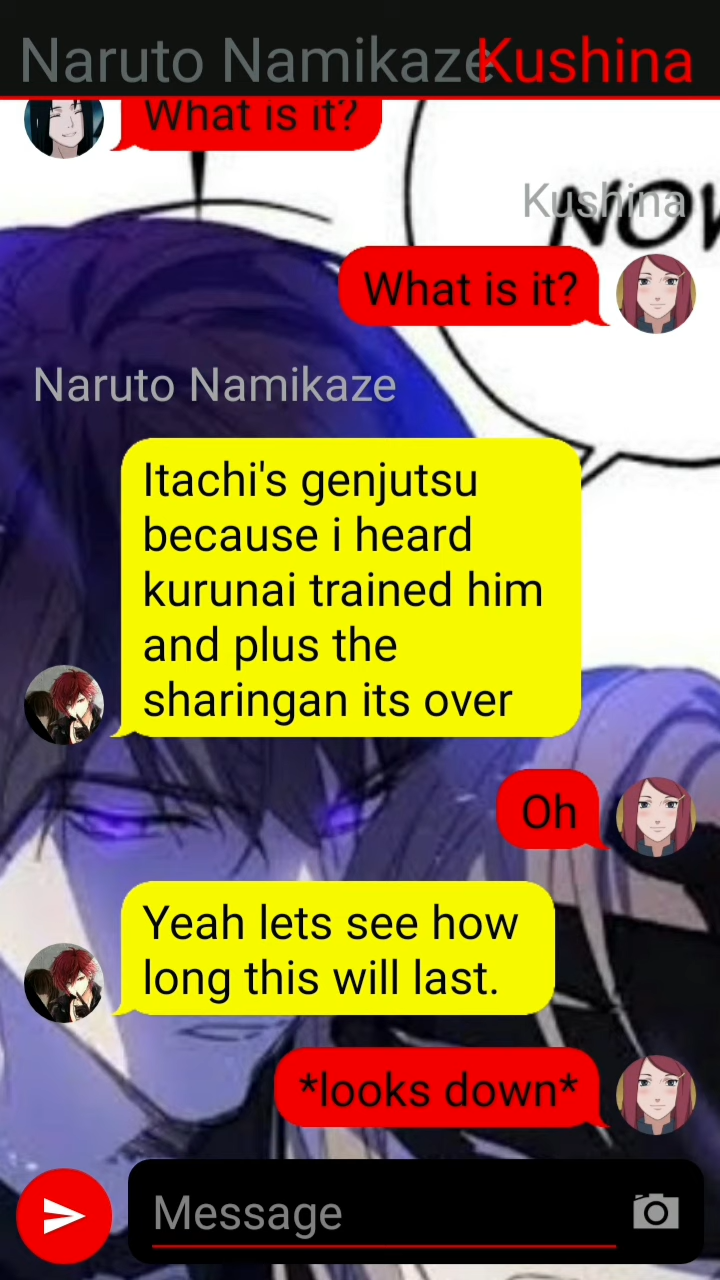 Naruto Namikaze Kushina
What is it?
Kushina
What is it?
Naruto Namikaze
Itachi's genjutsu
because i heard
kurunai trained him
and plus the
sharingan its over
Oh
Yeah lets see how
long this will last.
*looks down*
Message